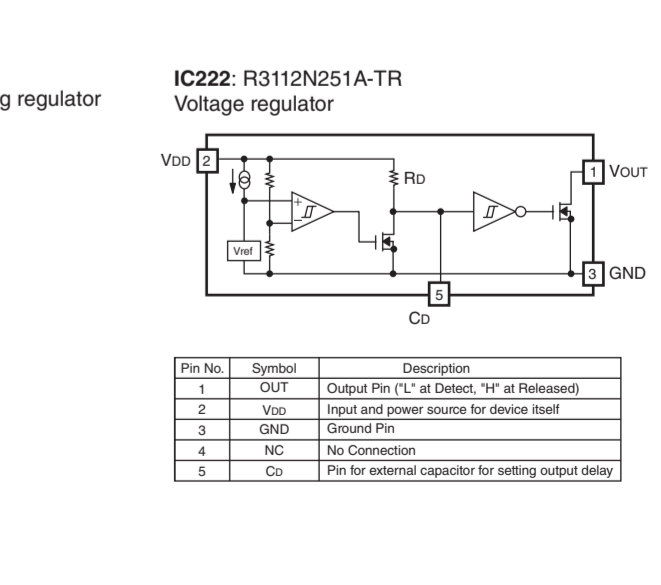 g regulator
IC222: R3112N251A-TR
Voltage regulator
VDD 2
1 VOUT
RD
+
−
Vref
3 GND
5
CD
Pin No. Symbol Description
1 OUT Output Pin ("L" at Detect, "H" at Released)
2 VDD Input and power source for device itself
3 GND Ground Pin
4 NC No Connection
5 CD Pin for external capacitor for setting output delay